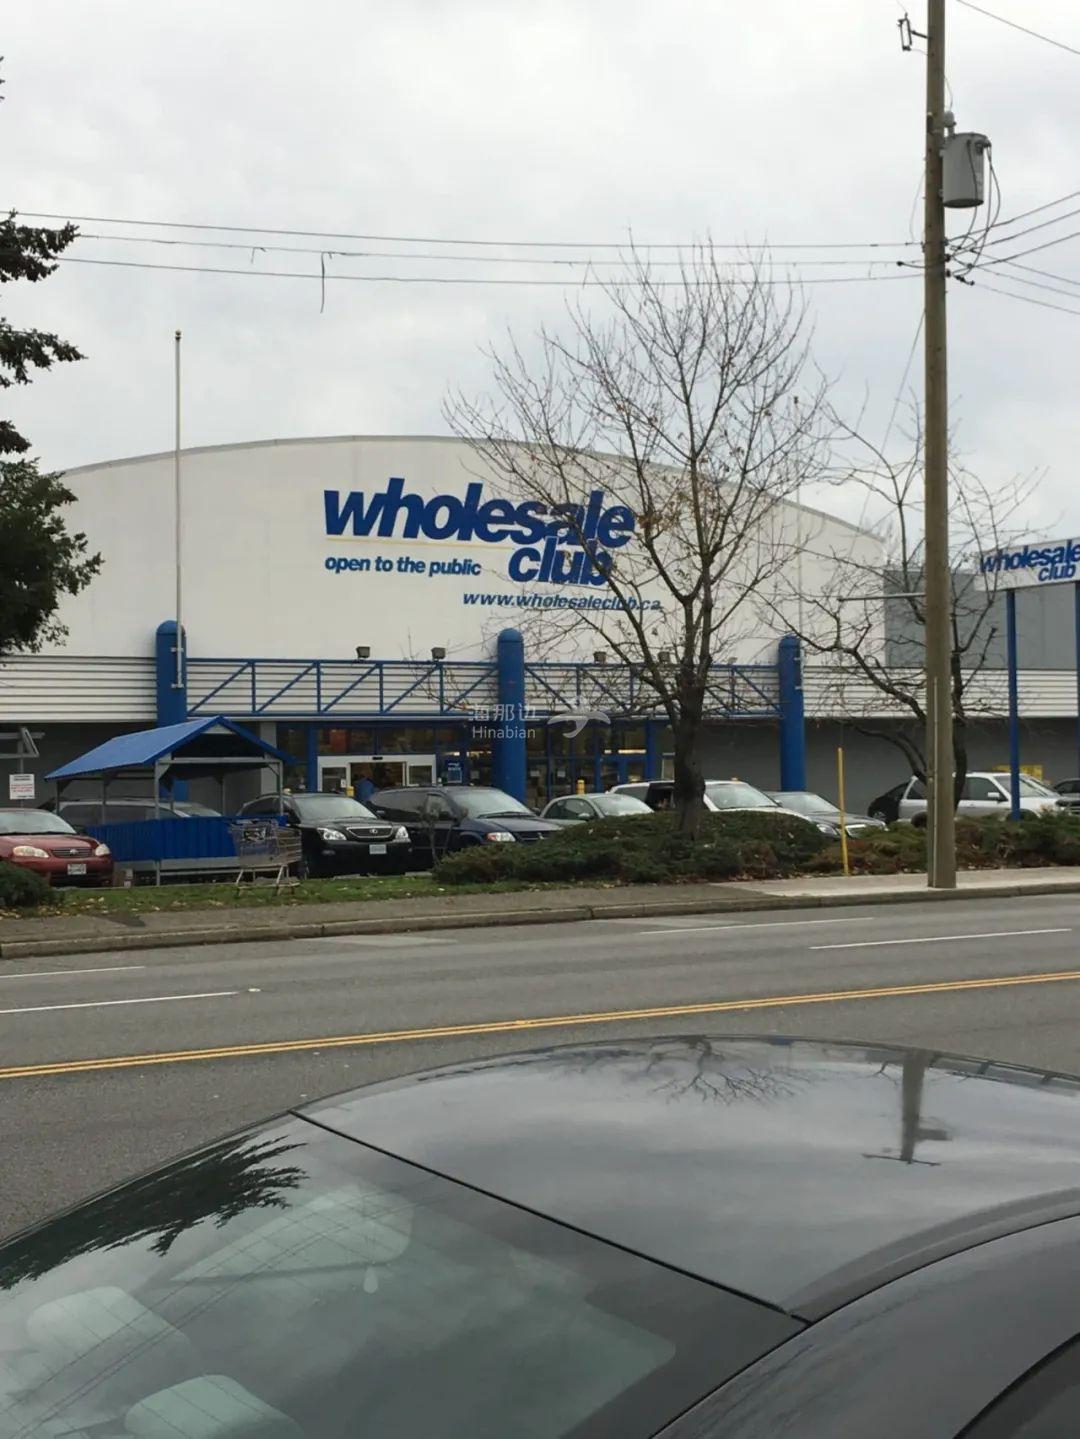 wholesale
club
open to the public
www.wholesaleclub.ca
wholesale
club
海那边
Hinabian